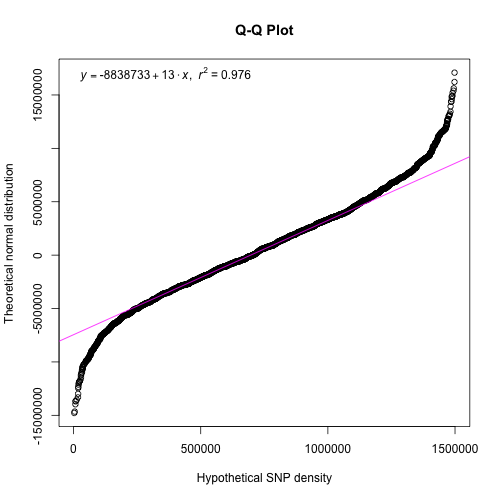 Q-Q Plot
y = -8838733 + 13 · x, r² = 0.976
15000000
5000000
0
-5000000
-15000000
Theoretical normal distribution
0
500000
1000000
1500000
Hypothetical SNP density